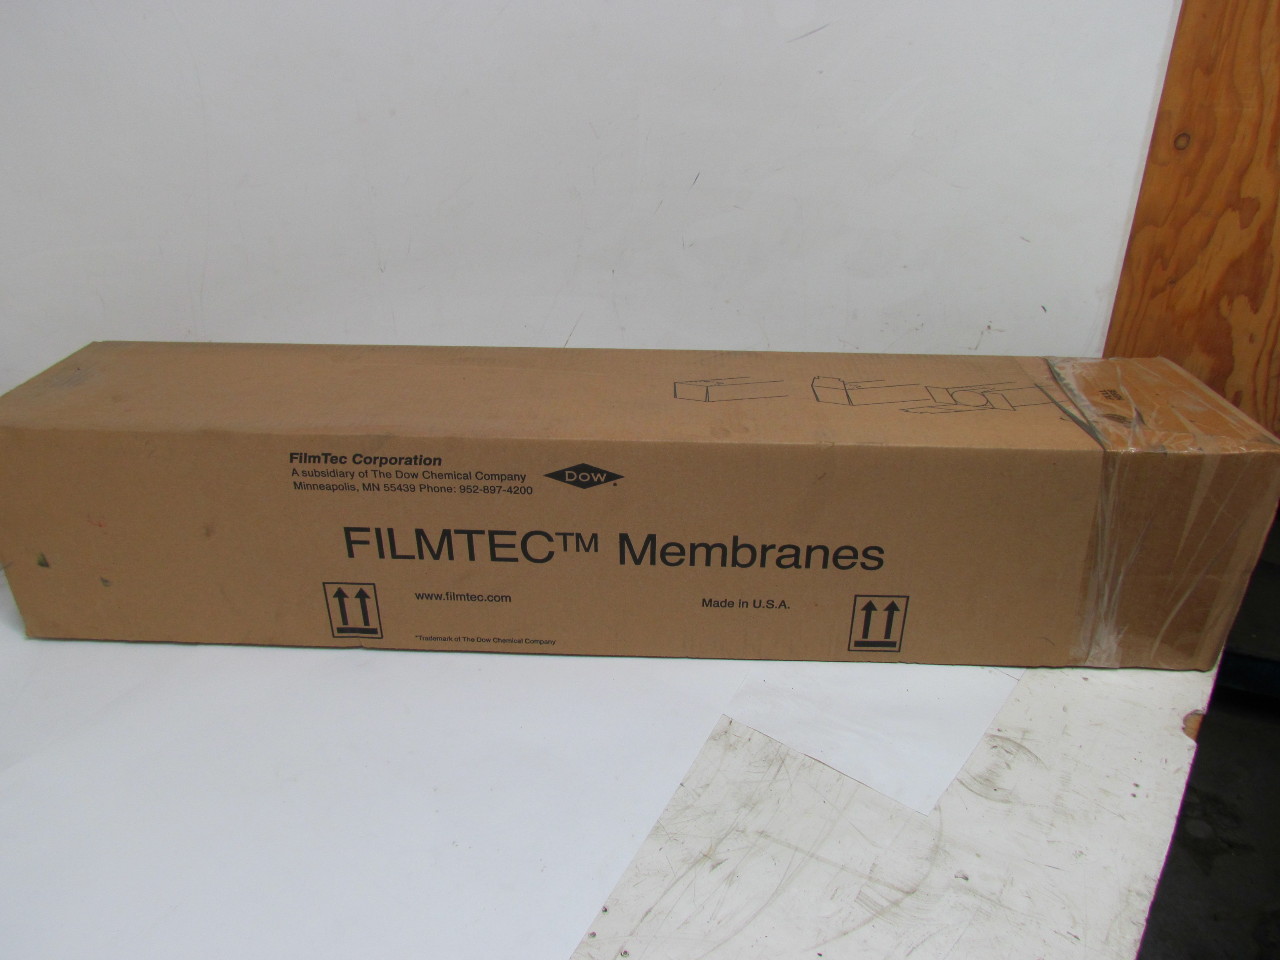 FilmTec Corporation
A subsidiary of The Dow Chemical Company
Minneapolis, MN 55439 Phone: 952-897-4200
DOW
FILMTEC™ Membranes
www.filmtec.com
Made in U.S.A.
™Trademark of The Dow Chemical Company